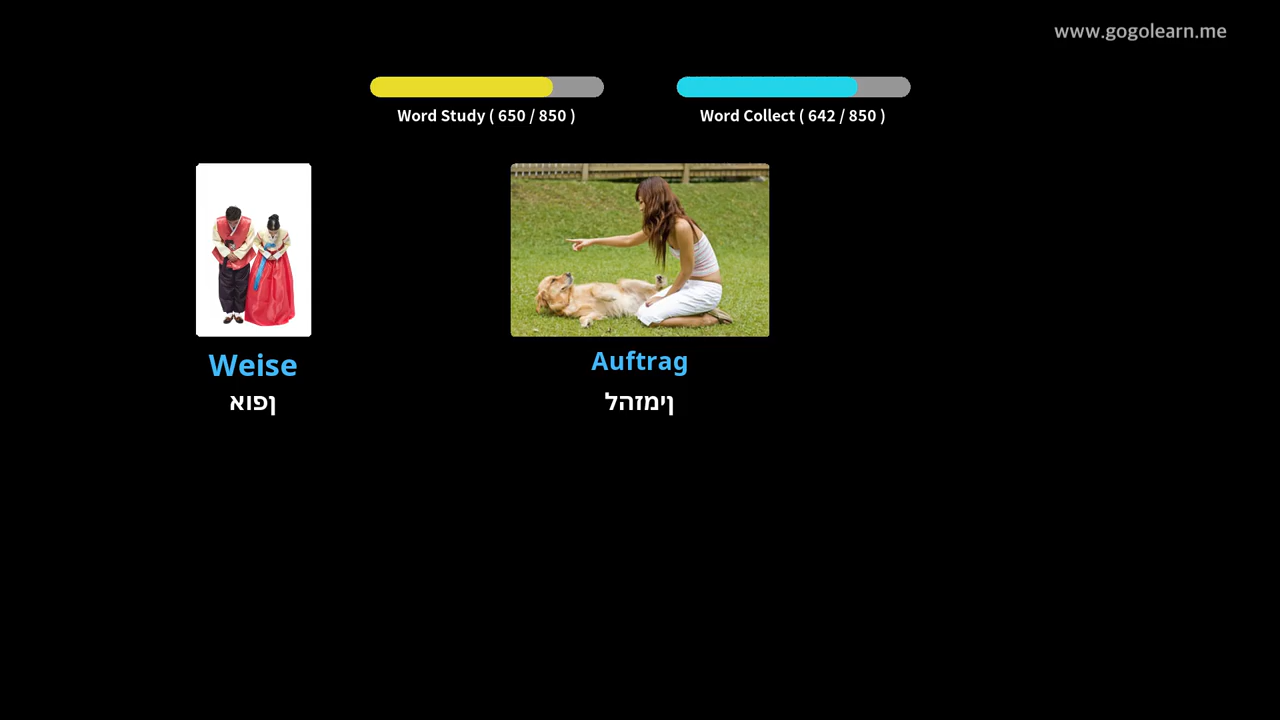 www.gogolearn.me
Word Study ( 650 / 850 )
Word Collect ( 642 / 850 )
Weise
ןפוא
Auftrag
ןימזהל